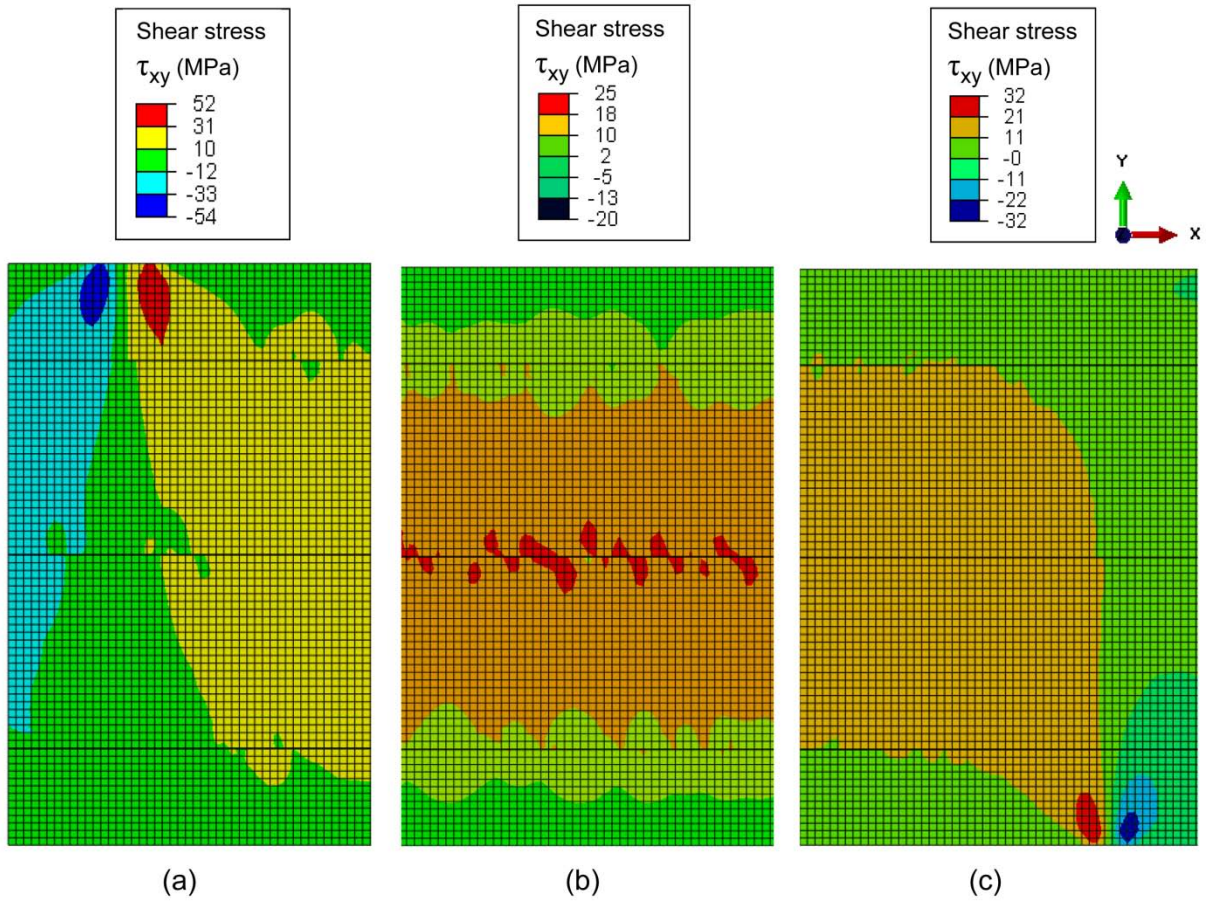 Shear stress
τxy (MPa)
52
31
10
-12
-33
-54
Shear stress
τxy (MPa)
25
18
10
2
-5
-13
-20
Shear stress
τxy (MPa)
32
21
11
-0
-11
-22
-32
Y
X
(a)
(b)
(c)